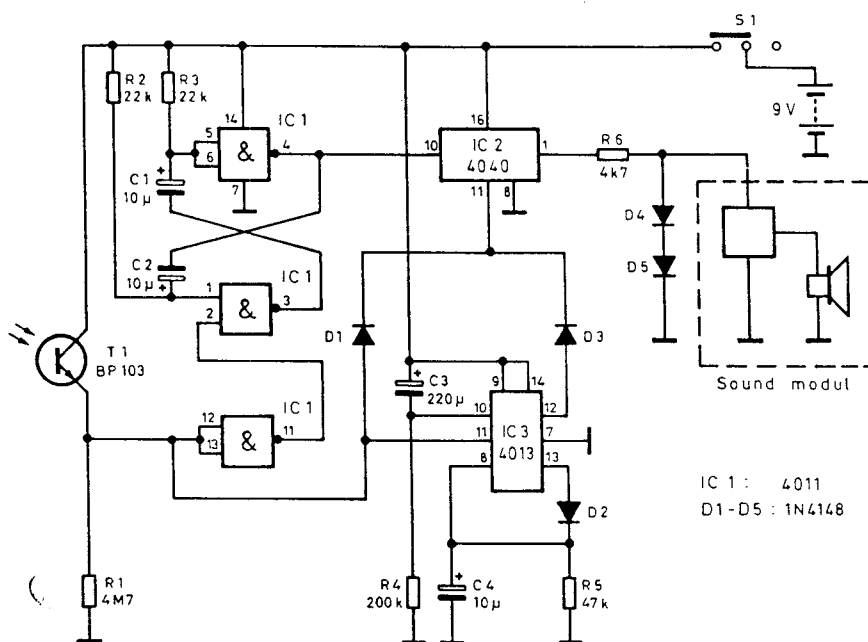 S1
R2
22k
R3
22k
14
IC1
5
6
&
4
7
C1
+
10µ
10
16
IC2
4040
1
11
8
R6
4k7
9V
D4
D5
C2
10µ
+
IC1
1
2
&
3
D1
D3
T1
BP103
IC1
12
13
&
11
+
C3
220µ
9
14
10
12
11
IC3
4013
7
8
13
D2
Sound modul
IC1: 4011
D1-D5: 1N4148
R1
4M7
R4
200k
+
C4
10µ
R5
47k